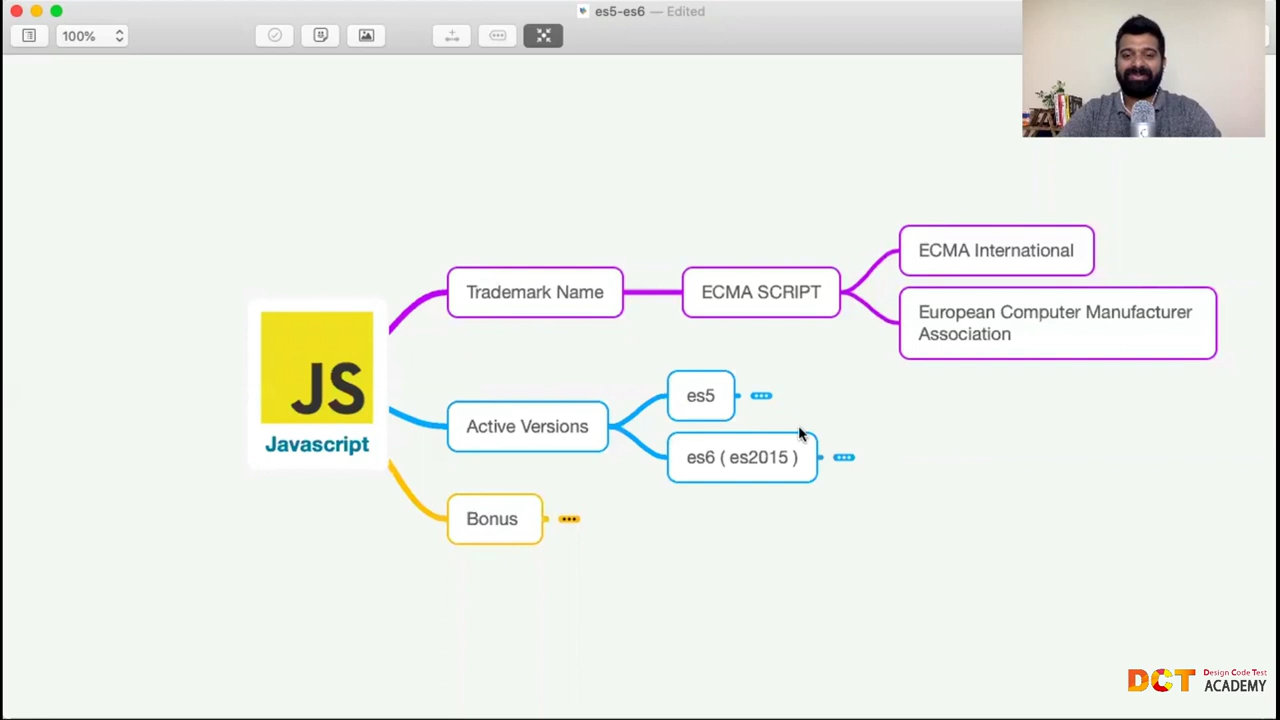 es5-es6 — Edited
100%
ECMA International
Trademark Name
ECMA SCRIPT
European Computer Manufacturer
Association
JS
Javascript
Active Versions
es5
es6 ( es2015 )
Bonus
DCT Design Code Test
ACADEMY